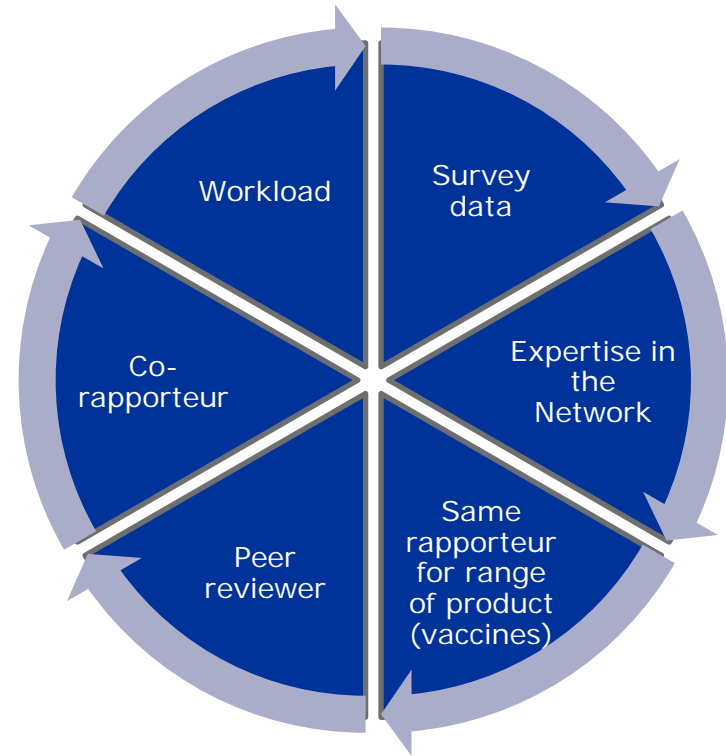 Workload
Survey
data
Expertise in
the
Network
Same
rapporteur
for range
of product
(vaccines)
Peer
reviewer
Co-
rapporteur